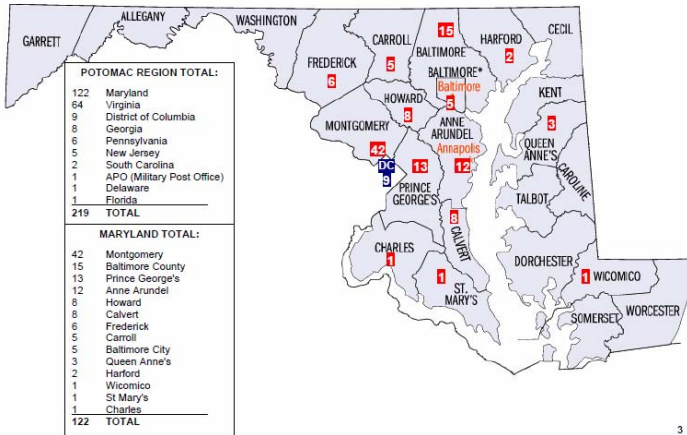 ALLEGANY
WASHINGTON
GARRETT
FREDERICK
6
CARROLL
5
15
BALTIMORE
HARFORD
2
CECIL
BALTIMORE*
Baltimore
5
HOWARD
8
KENT
MONTGOMERY
42
ANNE
ARUNDEL
Annapolis
12
3
QUEEN
ANNE'S
DC
9
13
PRINCE
GEORGE'S
CAROLINE
TALBOT
8
CALVERT
CHARLES
1
1
ST.
MARY'S
DORCHESTER
1 WICOMICO
SOMERSET
WORCESTER
POTOMAC REGION TOTAL:
122 Maryland
64 Virginia
9 District of Columbia
8 Georgia
6 Pennsylvania
5 New Jersey
2 South Carolina
1 APO (Military Post Office)
1 Delaware
1 Florida
219 TOTAL
MARYLAND TOTAL:
42 Montgomery
15 Baltimore County
13 Prince George's
12 Anne Arundel
8 Howard
8 Calvert
6 Frederick
5 Carroll
5 Baltimore City
3 Queen Anne's
2 Harford
1 Wicomico
1 St Mary's
1 Charles
122 TOTAL
3